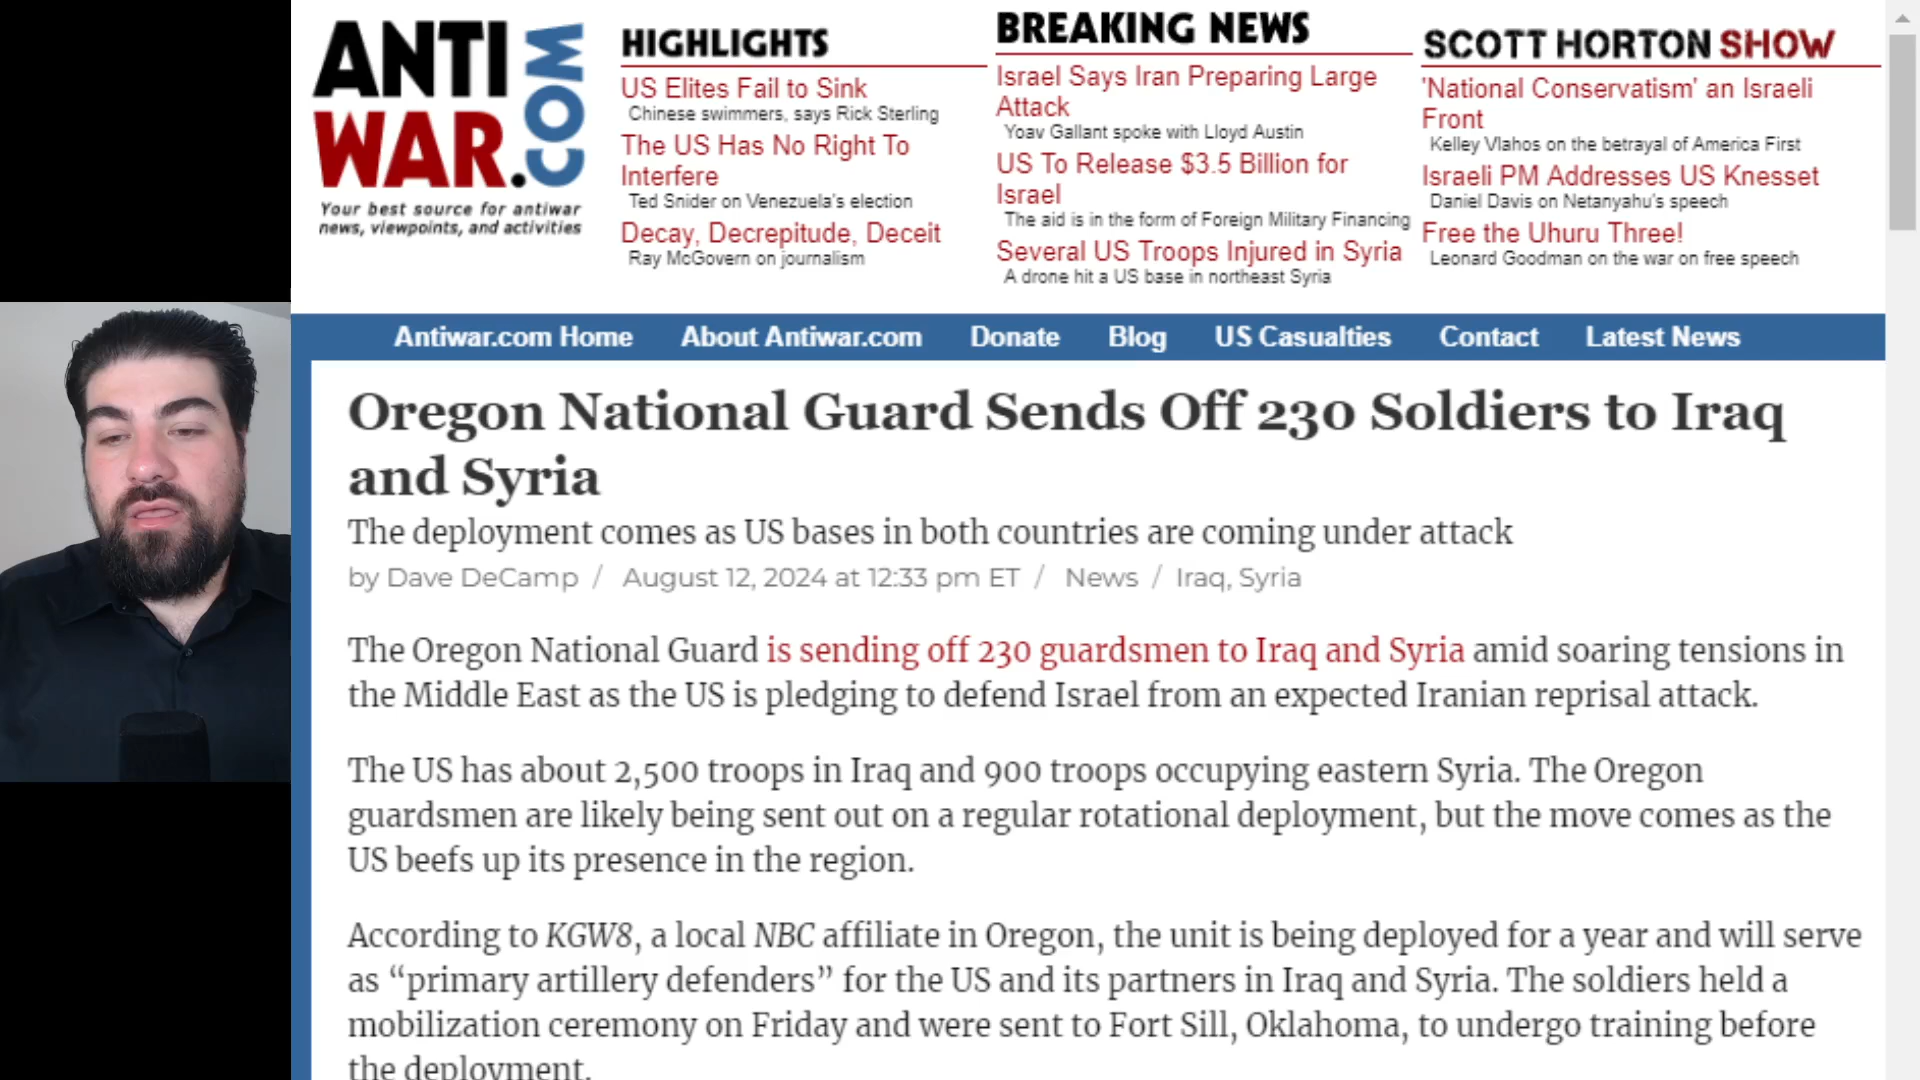 ANTI
WAR.COM
Your best source for antiwar
news, viewpoints, and activities
HIGHLIGHTS
US Elites Fail to Sink
Chinese swimmers, says Rick Sterling
The US Has No Right To
Interfere
Ted Snider on Venezuela's election
Decay, Decrepitude, Deceit
Ray McGovern on journalism
BREAKING NEWS
Israel Says Iran Preparing Large
Attack
Yoav Gallant spoke with Lloyd Austin
US To Release $3.5 Billion for
Israel
The aid is in the form of Foreign Military Financing
Several US Troops Injured in Syria
A drone hit a US base in northeast Syria
SCOTT HORTON SHOW
'National Conservatism' an Israeli
Front
Kelley Vlahos on the betrayal of America First
Israeli PM Addresses US Knesset
Daniel Davis on Netanyahu's speech
Free the Uhuru Three!
Leonard Goodman on the war on free speech
Antiwar.com Home About Antiwar.com Donate Blog US Casualties Contact Latest News
Oregon National Guard Sends Off 230 Soldiers to Iraq
and Syria
The deployment comes as US bases in both countries are coming under attack
by Dave DeCamp / August 12, 2024 at 12:33 pm ET / News / Iraq, Syria
The Oregon National Guard is sending off 230 guardsmen to Iraq and Syria amid soaring tensions in
the Middle East as the US is pledging to defend Israel from an expected Iranian reprisal attack.
The US has about 2,500 troops in Iraq and 900 troops occupying eastern Syria. The Oregon
guardsmen are likely being sent out on a regular rotational deployment, but the move comes as the
US beefs up its presence in the region.
According to KGW8, a local NBC affiliate in Oregon, the unit is being deployed for a year and will serve
as “primary artillery defenders” for the US and its partners in Iraq and Syria. The soldiers held a
mobilization ceremony on Friday and were sent to Fort Sill, Oklahoma, to undergo training before
the deployment.